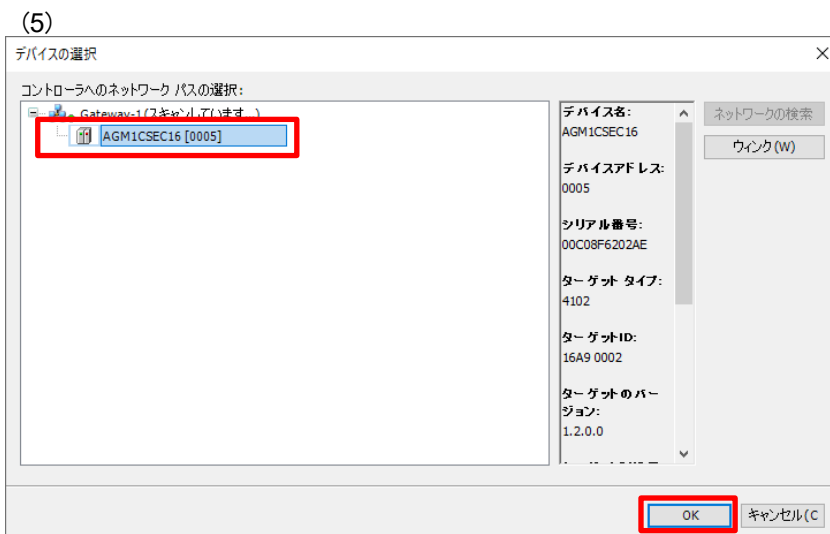 (5)
デバイスの選択
コントローラへのネットワーク パスの選択:
Gateway-1(スキャンしています...)
AGM1CSEC16 [0005]
デバイス名:
AGM1CSEC16
デバイスアドレス:
0005
シリアル番号:
00C08F6202AE
ターゲット タイプ:
4102
ターゲットID:
16A9 0002
ターゲットのバー
ジョン:
1.2.0.0
ネットワークの検索
ウィンク(W)
OK
キャンセル(C